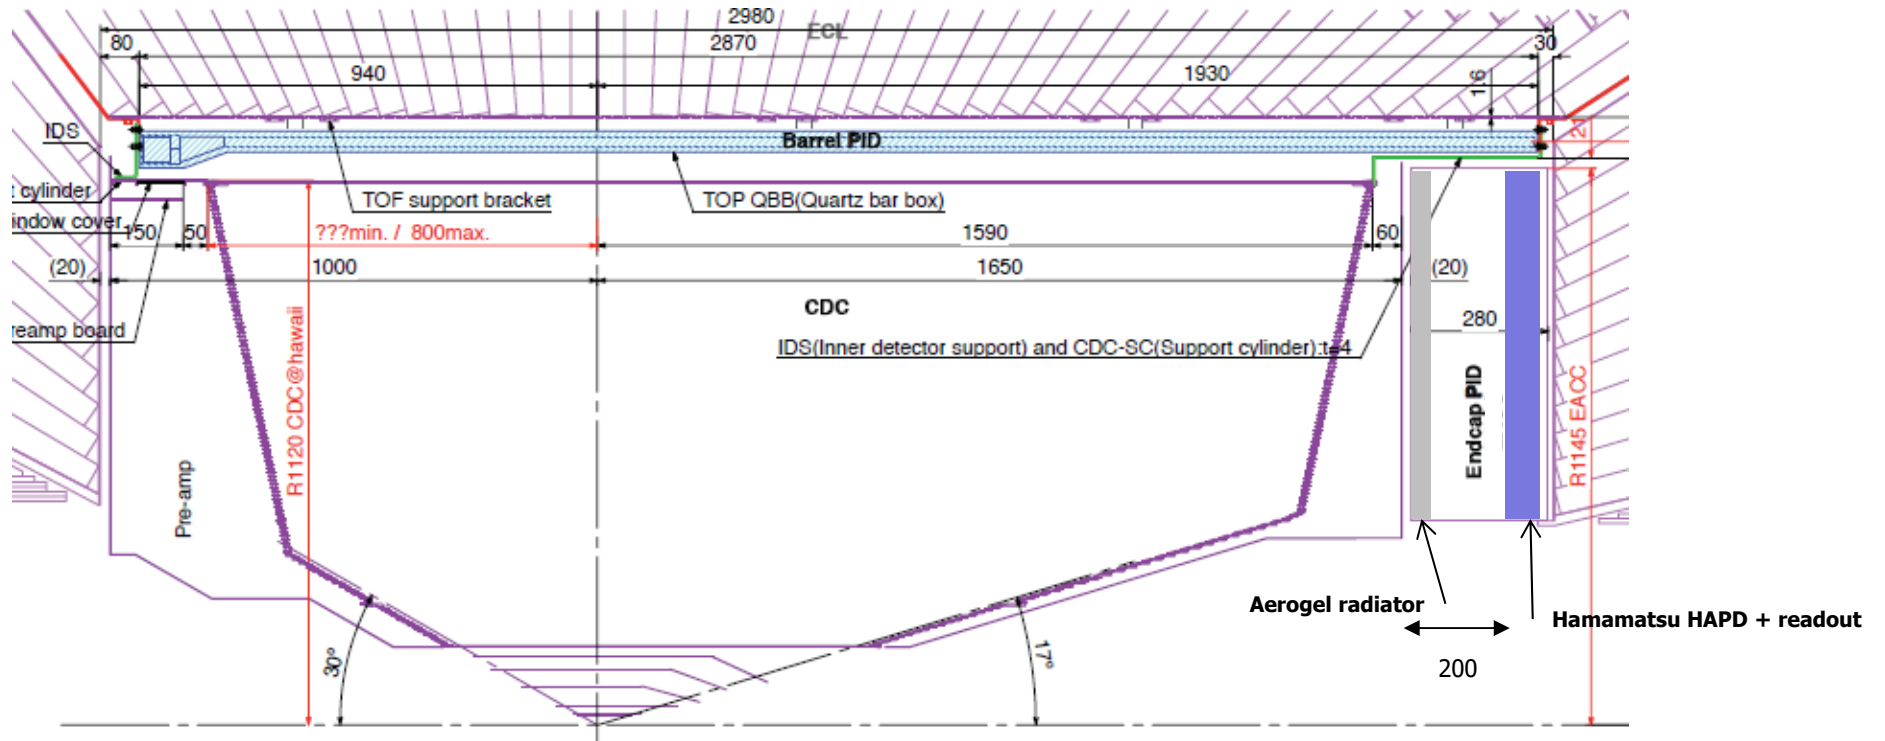 2980
ECL
80
2870
30
940
1930
16
IDS
Barrel PID
21
t cylinder
TOF support bracket
TOP QBB(Quartz bar box)
indow cover
150
50
???min. / 800max.
1590
60
(20)
1000
1650
(20)
CDC
reamp board
280
IDS(Inner detector support) and CDC-SC(Support cylinder):t=4
R1120 CDC@hawaii
Endcap PID
R1145 EACC
Pre-amp
Aerogel radiator
Hamamatsu HAPD + readout
30°
17°
200